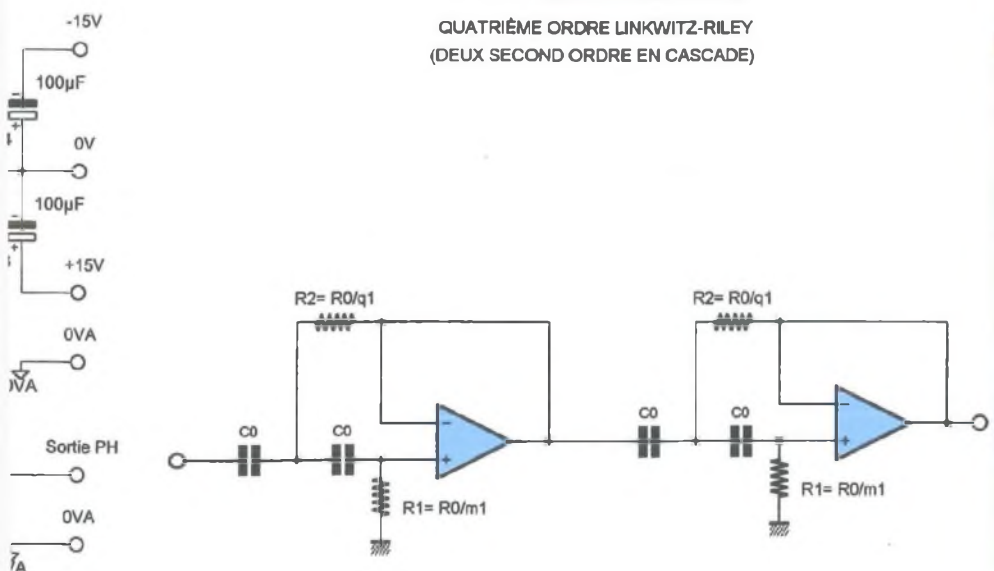 QUATRIÈME ORDRE LINKWITZ-RILEY
(DEUX SECOND ORDRE EN CASCADE)
-15V
100µF
-
+
0V
100µF
-
+
+15V
0VA
Sortie PH
0VA
R2= R0/q1
C0
C0
-
+
R1= R0/m1
R2= R0/q1
C0
C0
-
+
R1= R0/m1